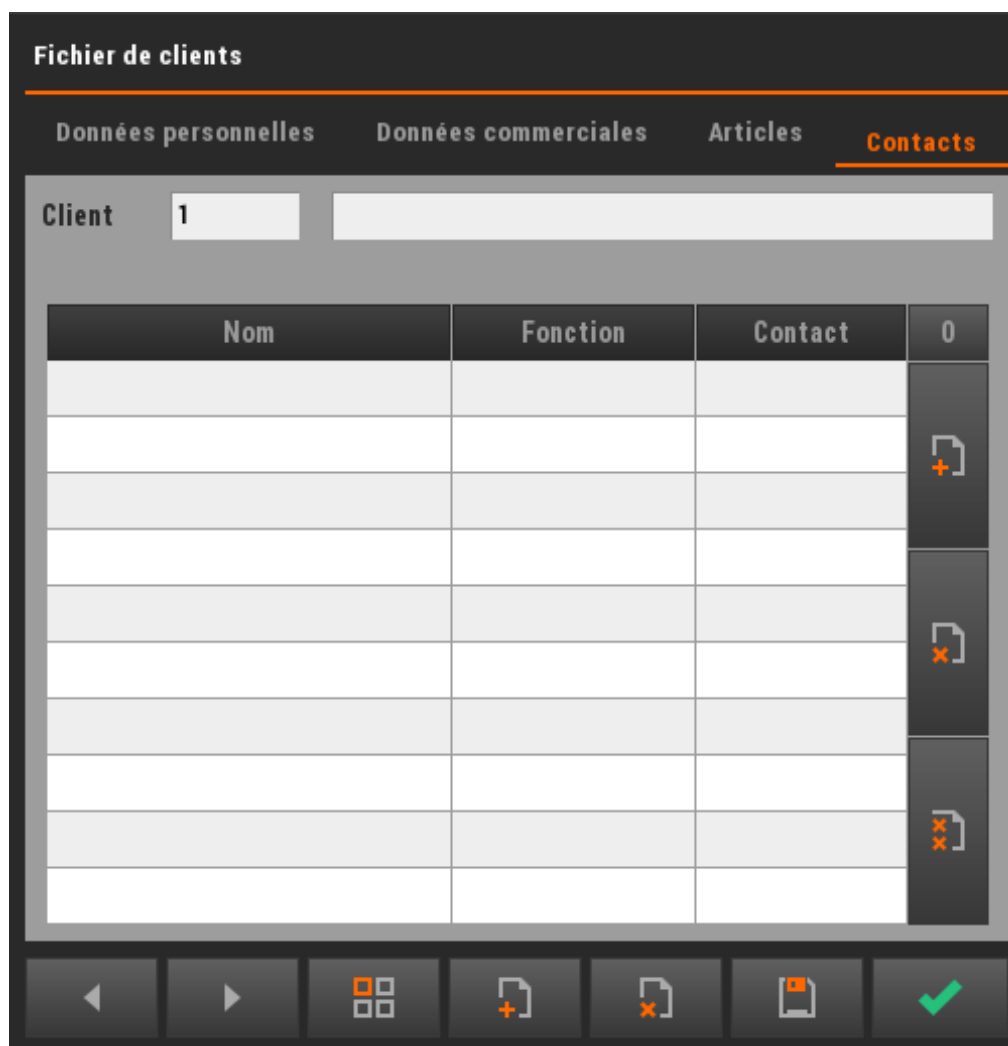 Fichier de clients
Données personnelles Données commerciales Articles Contacts
Client 1
Nom Fonction Contact 0